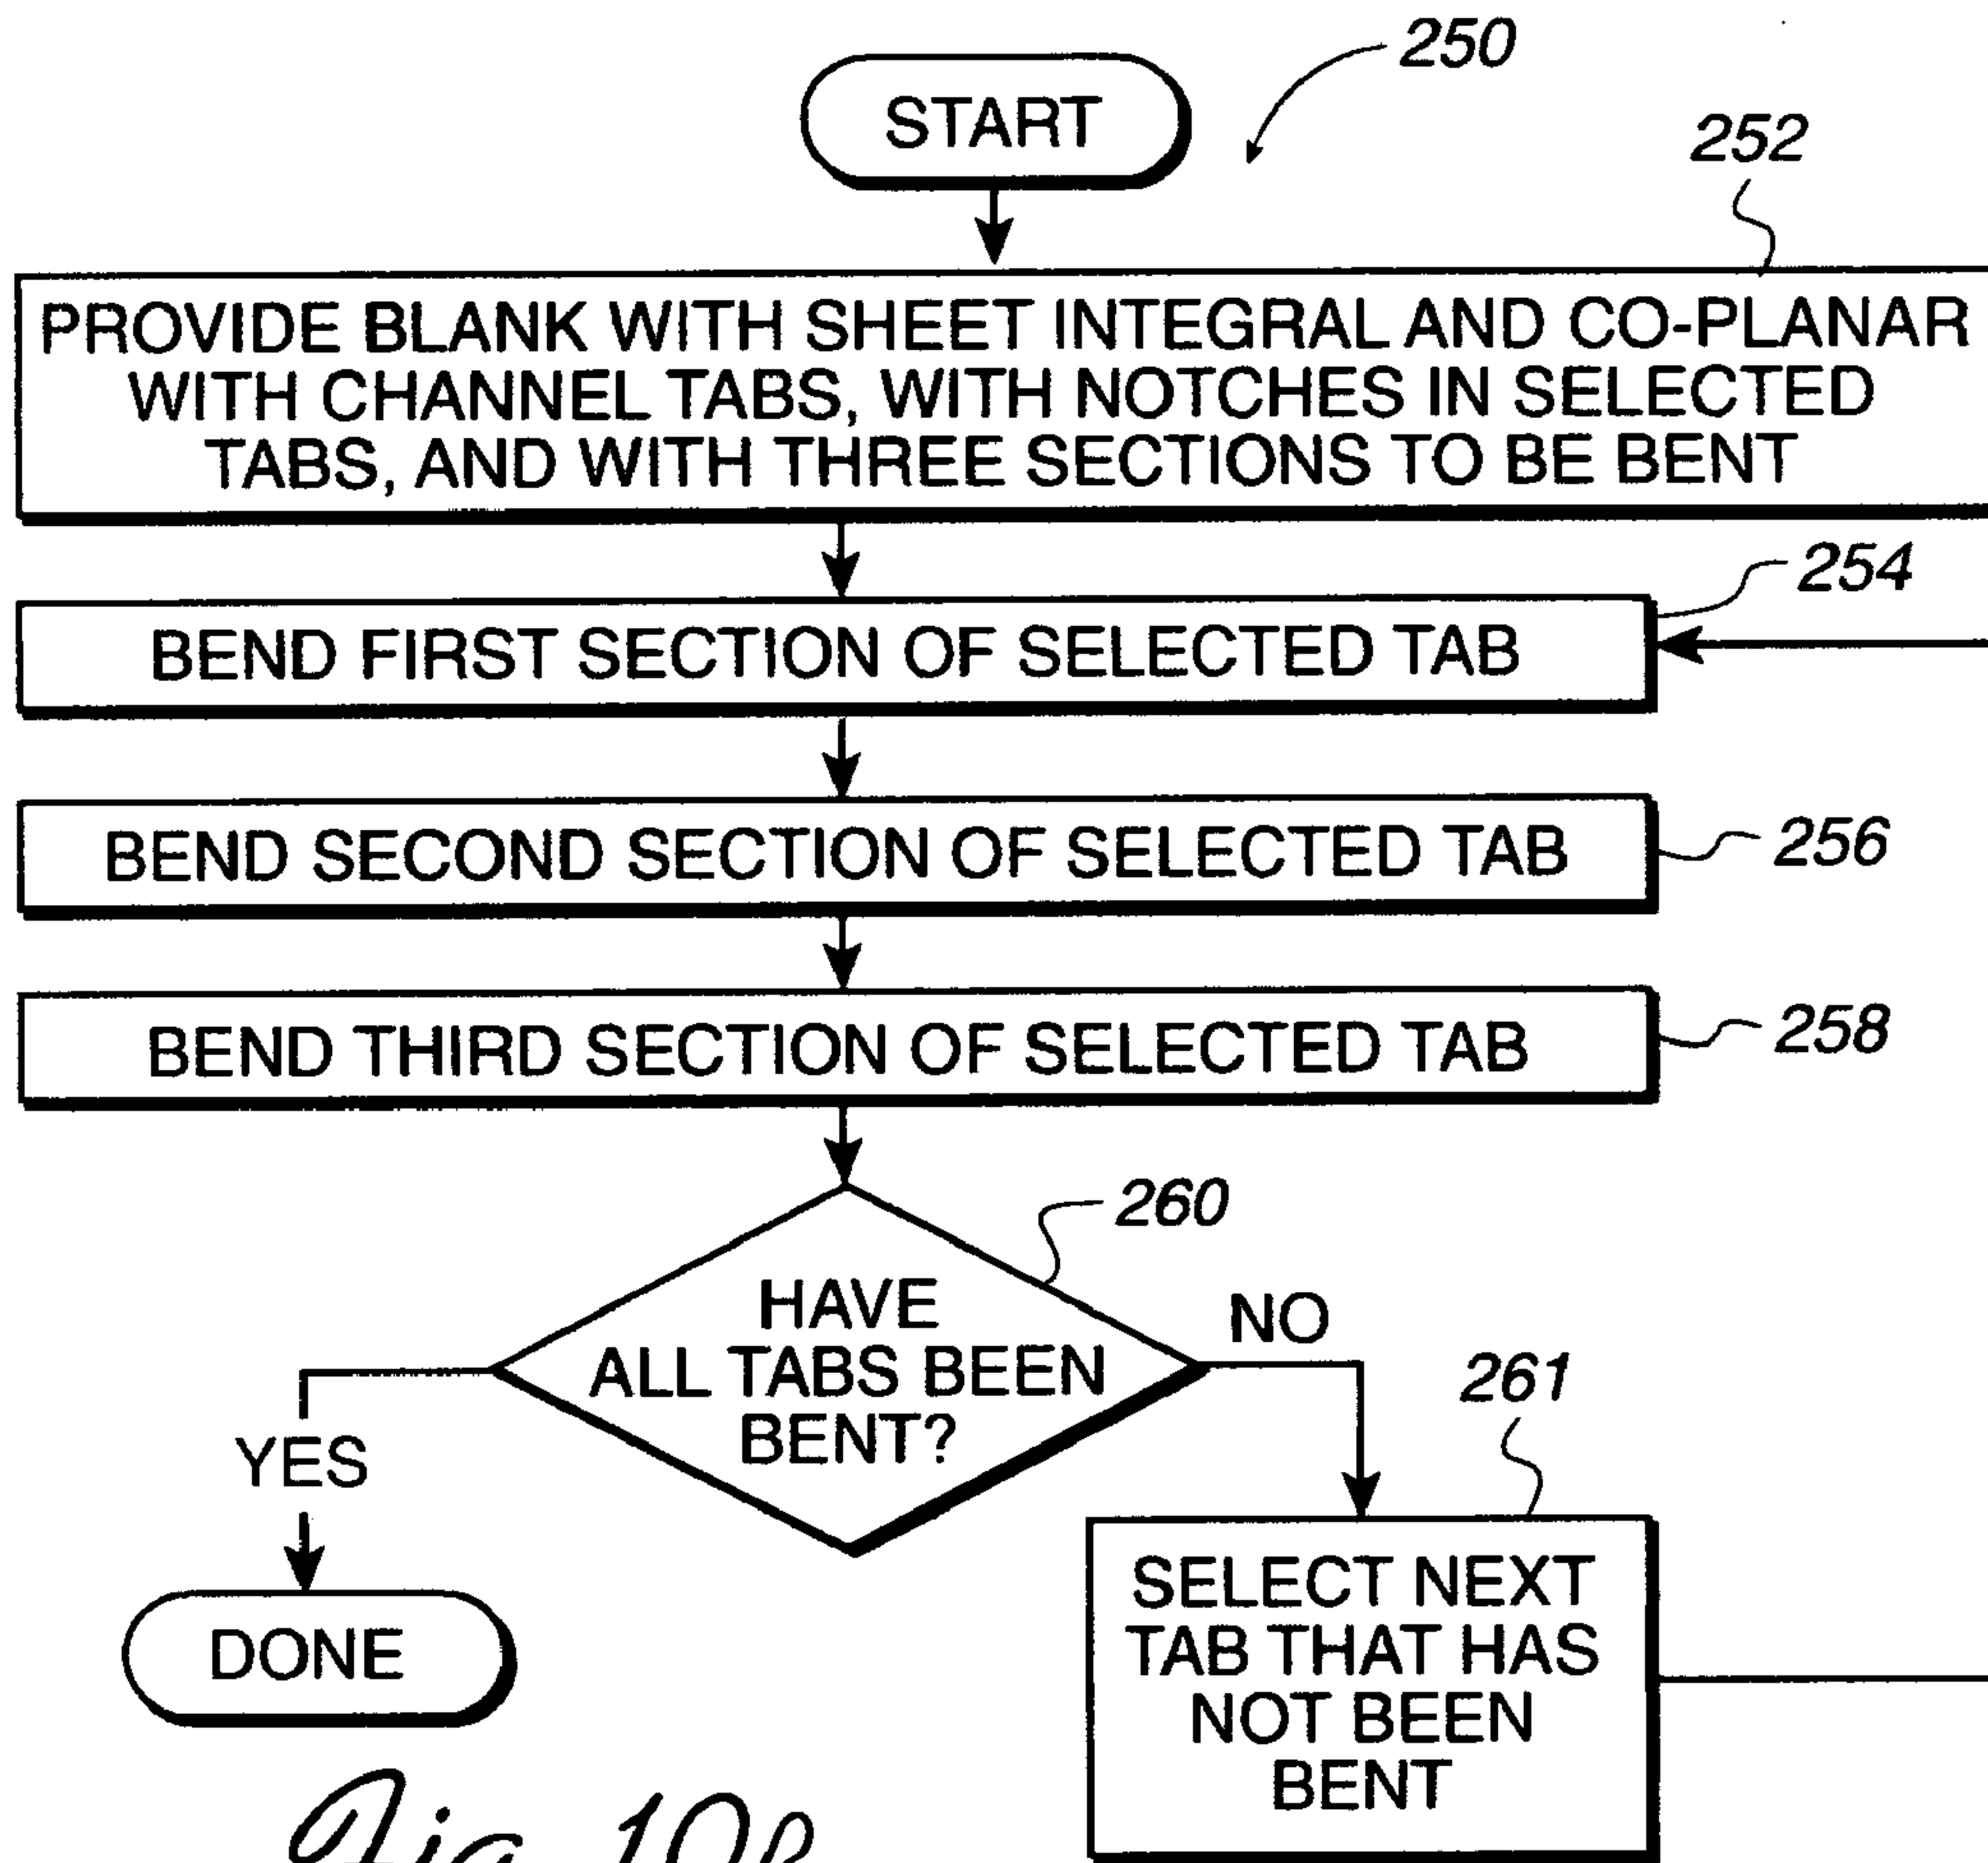 250
START
252
PROVIDE BLANK WITH SHEET INTEGRAL AND CO-PLANAR
WITH CHANNEL TABS, WITH NOTCHES IN SELECTED
TABS, AND WITH THREE SECTIONS TO BE BENT
254
BEND FIRST SECTION OF SELECTED TAB
BEND SECOND SECTION OF SELECTED TAB
256
BEND THIRD SECTION OF SELECTED TAB
258
260
HAVE
ALL TABS BEEN
BENT?
NO
YES
261
SELECT NEXT
TAB THAT HAS
NOT BEEN
BENT
DONE